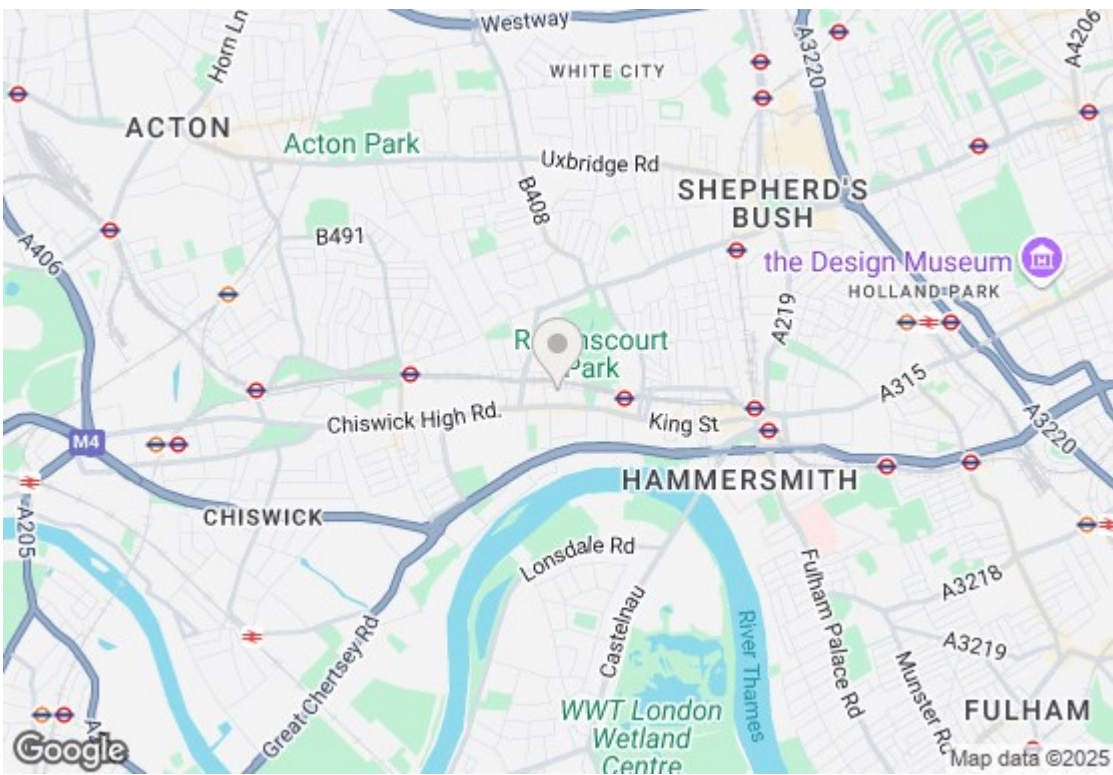 Westway
Horn Ln
A3220
A4206
WHITE CITY
ACTON
Acton Park
Uxbridge Rd
B408
SHEPHERD'S
BUSH
B491
A406
the Design Museum
HOLLAND PARK
A219
Park
A315
Chiswick High Rd.
King St
A3220
M4
HAMMERSMITH
A205
CHISWICK
Lonsdale Rd
Castelnau
River Thames
Fulham Palace Rd
A3218
A3219
Munster Rd
Great Chertsey Rd
WWT London
Wetland
Centre
FULHAM
Google
Map data ©2025